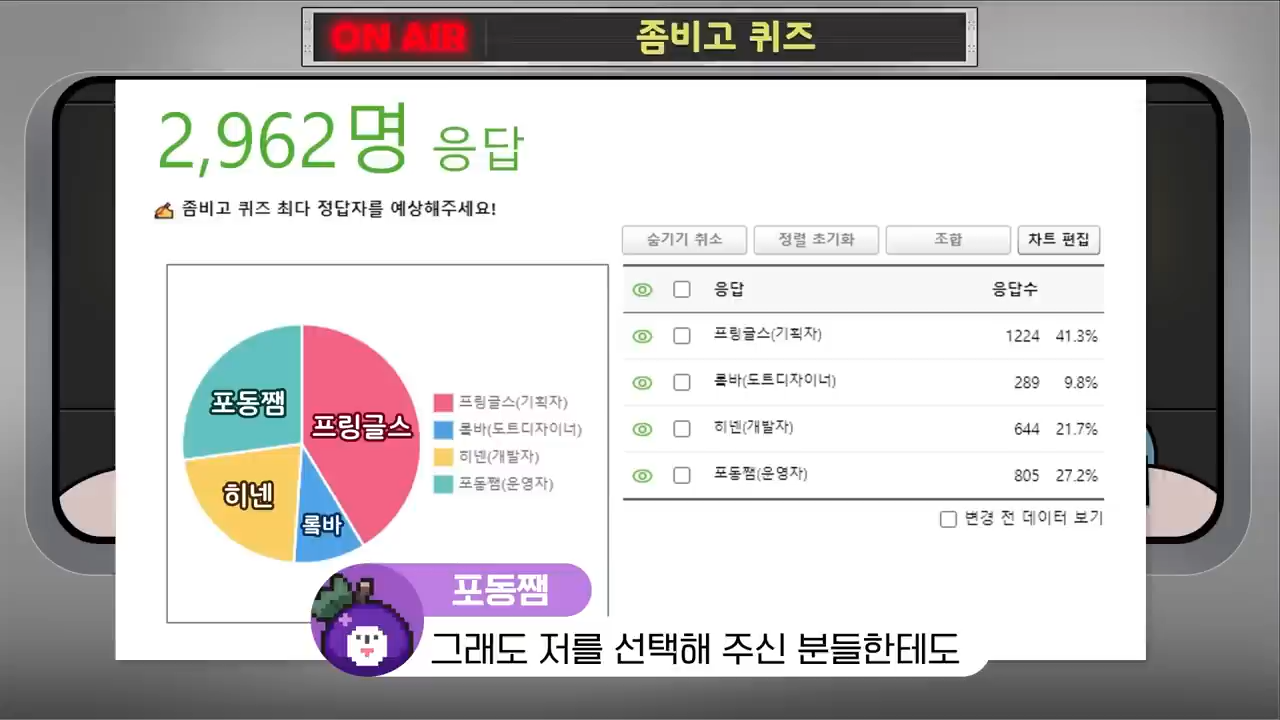 ON AIR
좀비고 퀴즈
2,962명 응답
✍ 좀비고 퀴즈 최다 정답자를 예상해주세요!
숨기기 취소 정렬 초기화 조합 차트 편집
응답 응답수
프링글스(기획자) 1224 41.3%
롬바(도트디자이너) 289 9.8%
히넨(개발자) 644 21.7%
포동쨈(운영자) 805 27.2%
변경 전 데이터 보기
포동쨈
프링글스
히넨
롬바
프링글스(기획자)
롬바(도트디자이너)
히넨(개발자)
포동쨈(운영자)
포동쨈
그래도 저를 선택해 주신 분들한테도